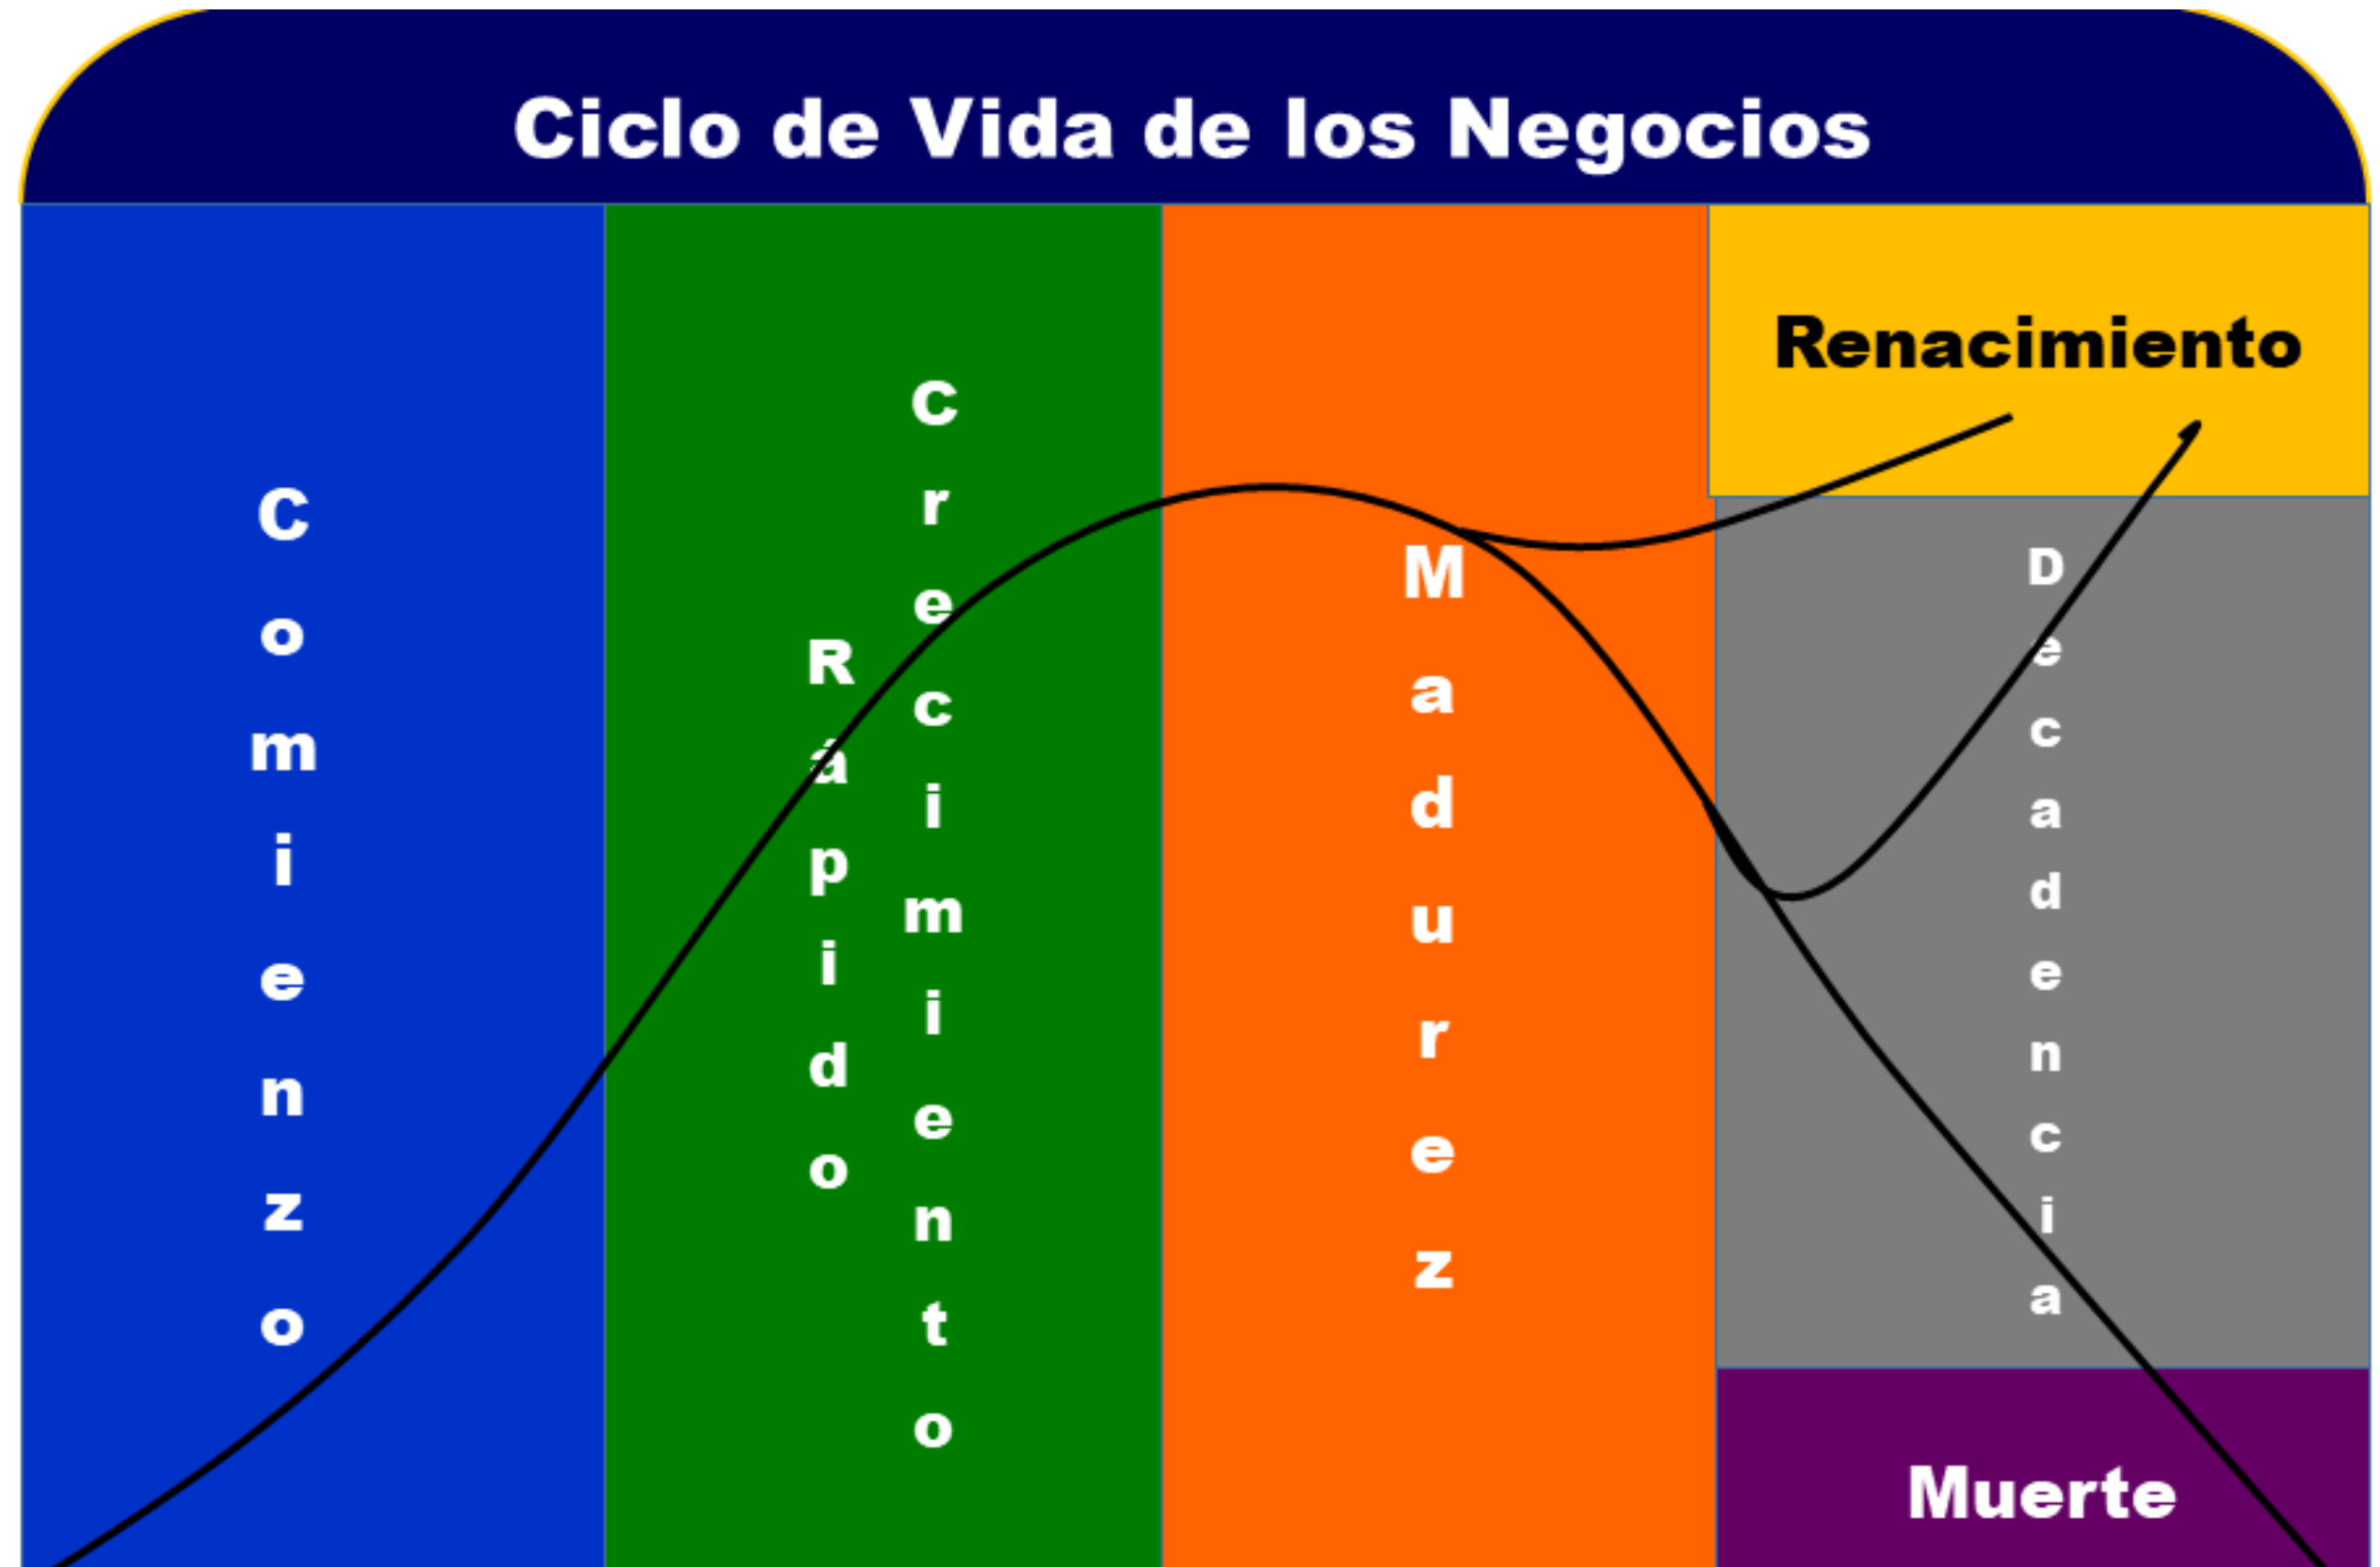 Ciclo de Vida de los Negocios
Comienzo
Rápido
Crecimiento
Madurez
Renacimiento
Decadencia
Muerte